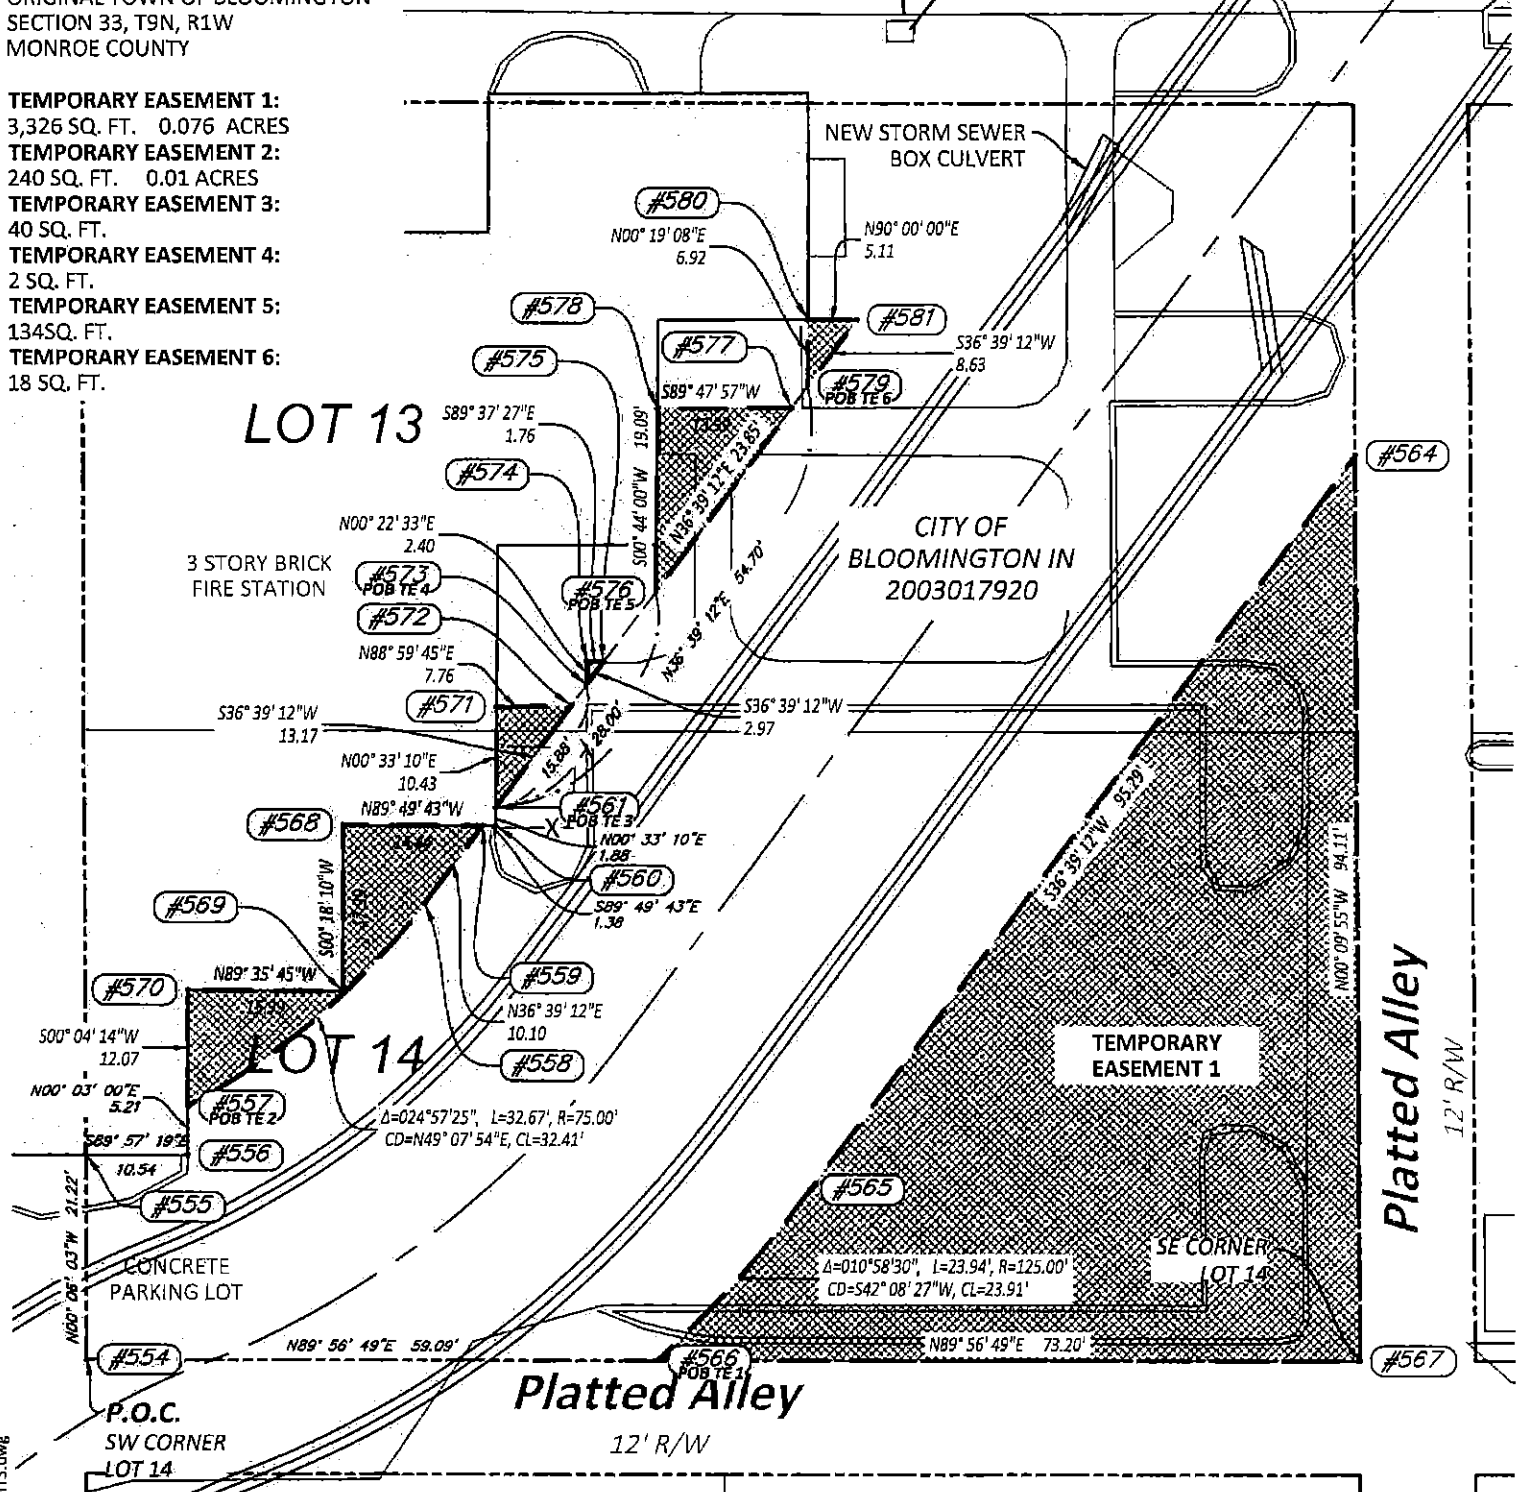 ORIGINAL TOWN OF BLOOMINGTON
SECTION 33, T9N, R1W
MONROE COUNTY
TEMPORARY EASEMENT 1:
3,326 SQ. FT. 0.076 ACRES
TEMPORARY EASEMENT 2:
240 SQ. FT. 0.01 ACRES
TEMPORARY EASEMENT 3:
40 SQ. FT.
TEMPORARY EASEMENT 4:
2 SQ. FT.
TEMPORARY EASEMENT 5:
134SQ. FT.
TEMPORARY EASEMENT 6:
18 SQ. FT.
NEW STORM SEWER
BOX CULVERT
#580
N00° 19' 08"E
6.92
N90° 00' 00"E
5.11
#578
#581
#577
#575
S36° 39' 12"W
8.63
#579
POB TE 6
S89° 47' 57"W
LOT 13
S89° 37' 27"E
1.76
S00° 44' 00"W 19.09'
N36° 39' 12"E 23.85'
#574
#564
N00° 22' 33"E
2.40
CITY OF
BLOOMINGTON IN
2003017920
3 STORY BRICK
FIRE STATION
#573
POB TE 4
#576
POB TE 5
#572
N36° 39' 12"E 54.70'
N88° 59' 45"E
7.76
#571
S36° 39' 12"W
13.17
S36° 39' 12"W
2.97
15.88'
28.00'
N00° 33' 10"E
10.43
S36° 39' 12"W 95.29'
#561
POB TE 3
N89° 49' 43"W
#568
X
N00° 33' 10"E
1.88
#560
S89° 49' 43"E
1.38
S00° 18' 10"W
N00° 09' 55"W 94.11'
#569
#559
N89° 35' 45"W
15.99
#570
N36° 39' 12"E
10.10
S00° 04' 14"W
12.07
LOT 14
#558
TEMPORARY
EASEMENT 1
Platted Alley
12' R/W
N00° 03' 00"E
5.21
#557
POB TE 2
Δ=024°57'25", L=32.67', R=75.00'
CD=N49° 07' 54"E, CL=32.41'
S89° 57' 19"E
10.54
#556
#555
#565
N00° 06' 03"W 21.22'
CONCRETE
PARKING LOT
SE CORNER
LOT 14
Δ=010°58'30", L=23.94', R=125.00'
CD=S42° 08' 27"W, CL=23.91'
N89° 56' 49"E 59.09'
N89° 56' 49"E 73.20'
#554
#566
POB TE 1
#567
P.O.C.
SW CORNER
LOT 14
Platted Alley
12' R/W